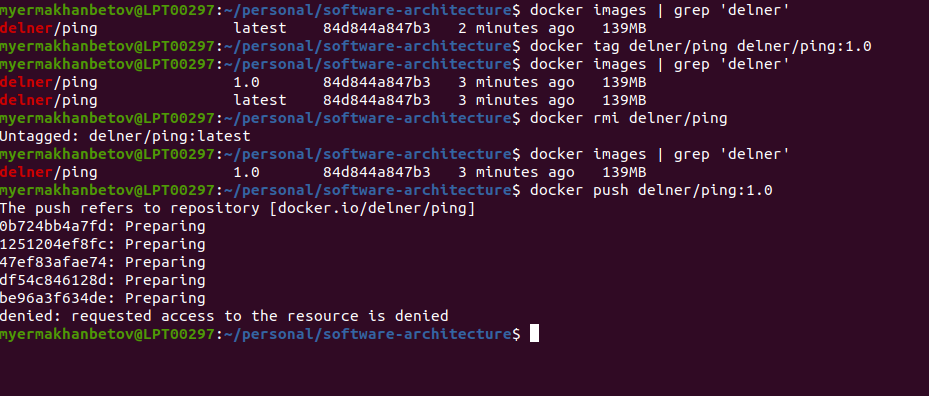 myermakhanbetov@LPT00297:~/personal/software-architecture$ docker images | grep 'delner'
delner/ping                latest    84d844a847b3   2 minutes ago   139MB
myermakhanbetov@LPT00297:~/personal/software-architecture$ docker tag delner/ping delner/ping:1.0
myermakhanbetov@LPT00297:~/personal/software-architecture$ docker images | grep 'delner'
delner/ping                1.0       84d844a847b3   3 minutes ago   139MB
delner/ping                latest    84d844a847b3   3 minutes ago   139MB
myermakhanbetov@LPT00297:~/personal/software-architecture$ docker rmi delner/ping
Untagged: delner/ping:latest
myermakhanbetov@LPT00297:~/personal/software-architecture$ docker images | grep 'delner'
delner/ping                1.0       84d844a847b3   3 minutes ago   139MB
myermakhanbetov@LPT00297:~/personal/software-architecture$ docker push delner/ping:1.0
The push refers to repository [docker.io/delner/ping]
0b724bb4a7fd: Preparing
1251204ef8fc: Preparing
47ef83afae74: Preparing
df54c846128d: Preparing
be96a3f634de: Preparing
denied: requested access to the resource is denied
myermakhanbetov@LPT00297:~/personal/software-architecture$